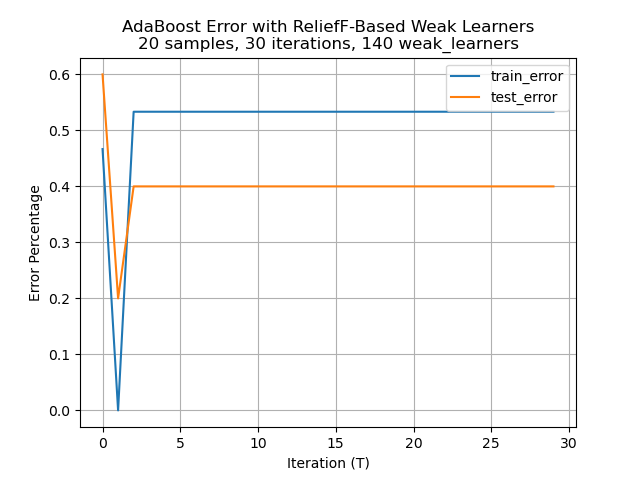 AdaBoost Error with ReliefF-Based Weak Learners
20 samples, 30 iterations, 140 weak_learners
train_error
test_error
Error Percentage
0.6
0.5
0.4
0.3
0.2
0.1
0.0
0 5 10 15 20 25 30
Iteration (T)